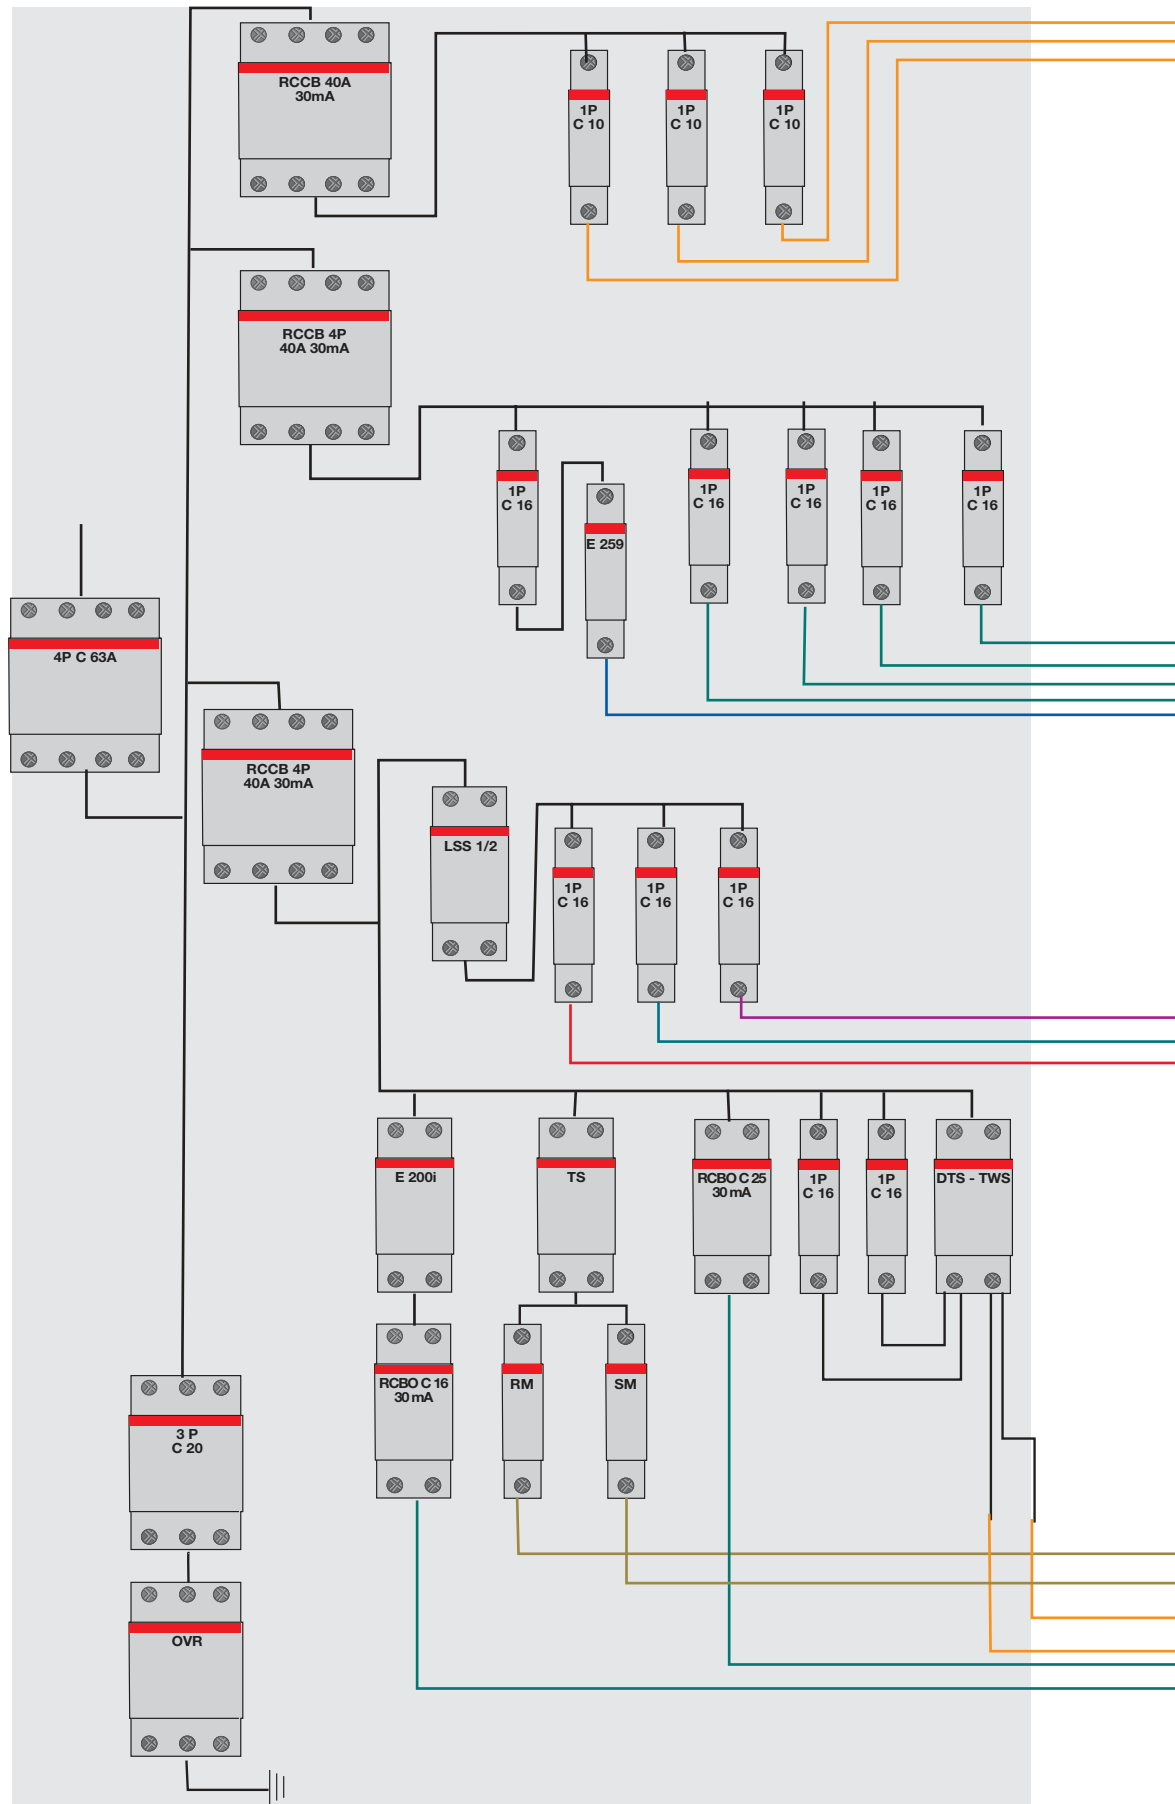 RCCB 40A
30mA
1P
C 10
1P
C 10
1P
C 10
RCCB 4P
40A 30mA
1P
C 16
E 259
1P
C 16
1P
C 16
1P
C 16
1P
C 16
4P C 63A
RCCB 4P
40A 30mA
LSS 1/2
1P
C 16
1P
C 16
1P
C 16
E 200i
TS
RCBO C 25
30 mA
1P
C 16
1P
C 16
DTS - TWS
RCBO C 16
30 mA
RM
SM
3 P
C 20
OVR